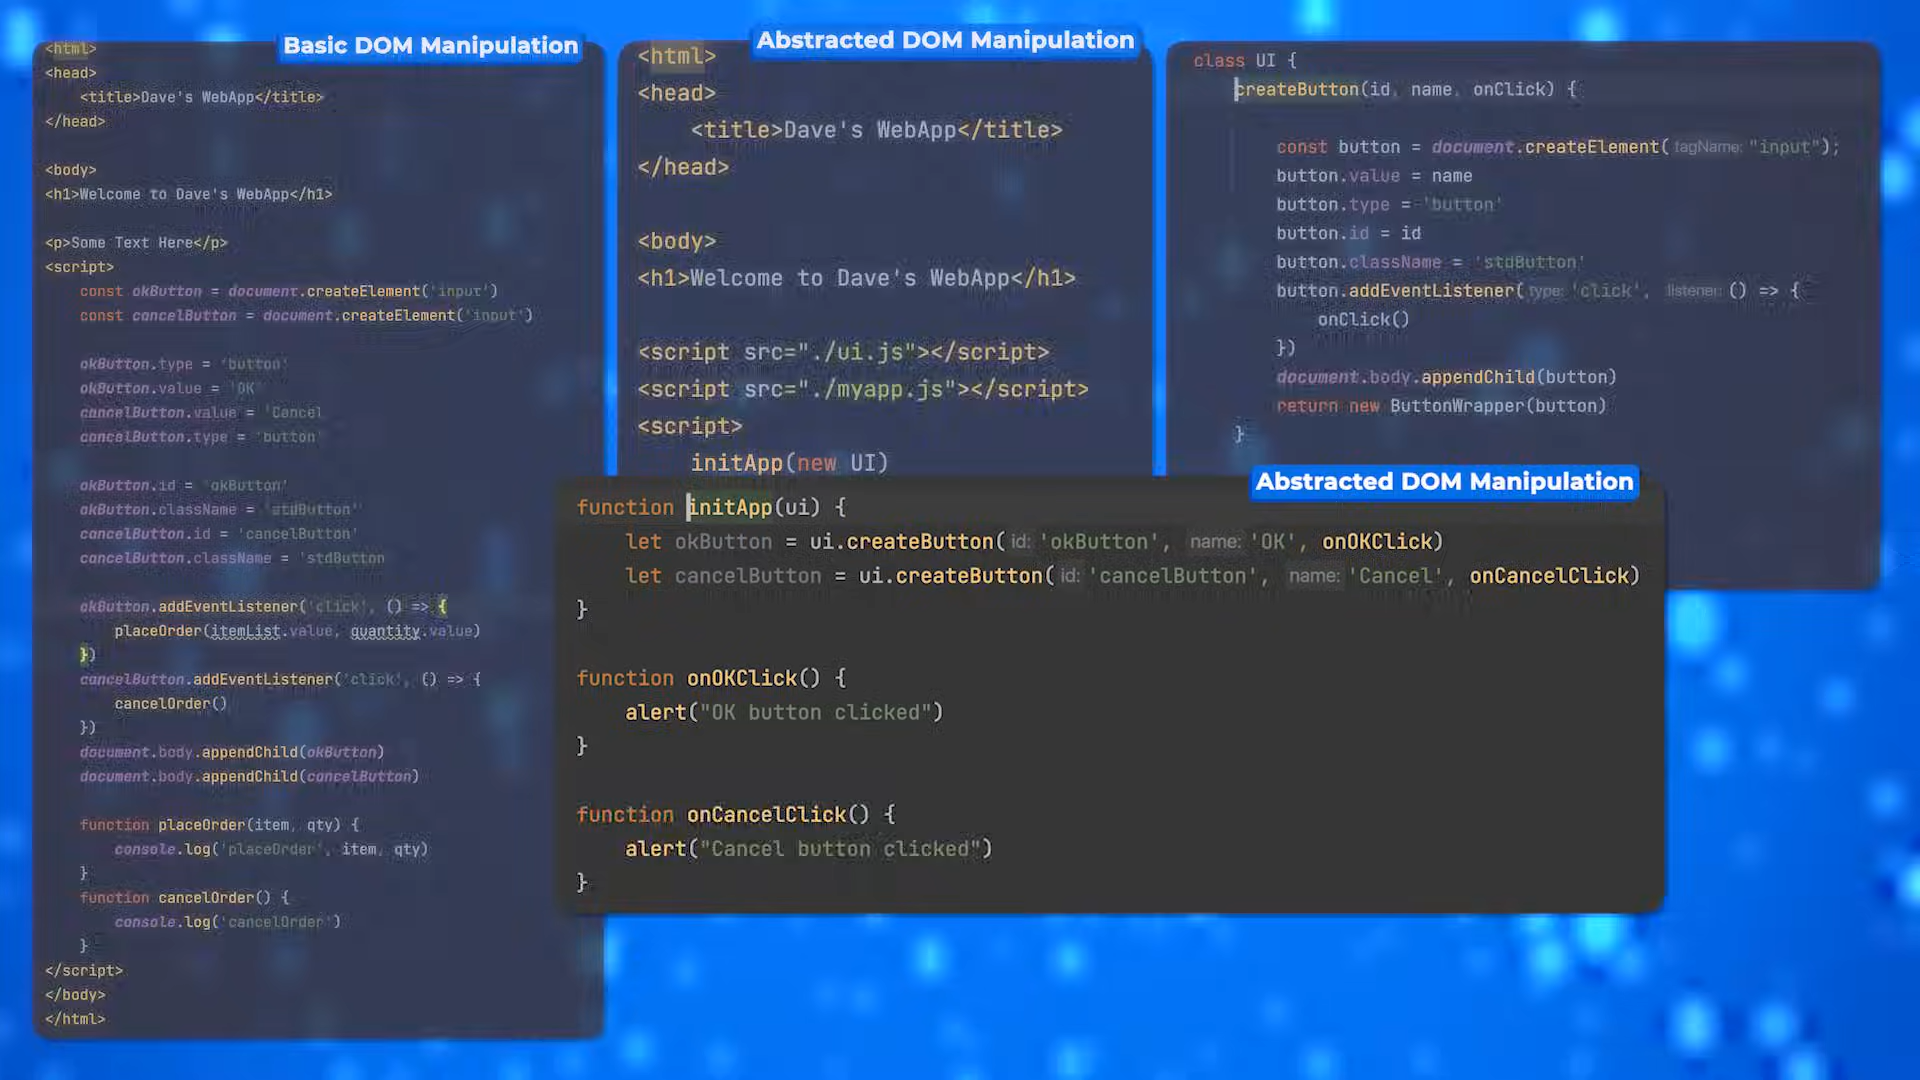 Basic DOM Manipulation
<html>
<head>
<title>Dave's WebApp</title>
</head>
<body>
<h1>Welcome to Dave's WebApp</h1>
<p>Some Text Here</p>
<script>
const okButton = document.createElement('input')
const cancelButton = document.createElement('input')
okButton.type = 'button'
okButton.value = 'OK'
cancelButton.value = 'Cancel
cancelButton.type = 'button'
okButton.id = 'okButton'
okButton.className = 'stdButton'
cancelButton.id = 'cancelButton'
cancelButton.className = 'stdButton
okButton.addEventListener('click', () => {
placeOrder(itemList.value, quantity.value)
})
cancelButton.addEventListener('click', () => {
cancelOrder()
})
document.body.appendChild(okButton)
document.body.appendChild(cancelButton)
function placeOrder(item, qty) {
console.log('placeOrder', item, qty)
}
function cancelOrder() {
console.log('cancelOrder')
}
</script>
</body>
</html>
Abstracted DOM Manipulation
<html>
<head>
<title>Dave's WebApp</title>
</head>
<body>
<h1>Welcome to Dave's WebApp</h1>
<script src="./ui.js"></script>
<script src="./myapp.js"></script>
<script>
initApp(new UI)
class UI {
createButton(id, name, onClick) {
const button = document.createElement( tagName: "input");
button.value = name
button.type = 'button'
button.id = id
button.className = 'stdButton'
button.addEventListener( type: 'click', listener: () => {
onClick()
})
document.body.appendChild(button)
return new ButtonWrapper(button)
}
Abstracted DOM Manipulation
function initApp(ui) {
let okButton = ui.createButton( id: 'okButton', name: 'OK', onOKClick)
let cancelButton = ui.createButton( id: 'cancelButton', name: 'Cancel', onCancelClick)
}
function onOKClick() {
alert("OK button clicked")
}
function onCancelClick() {
alert("Cancel button clicked")
}